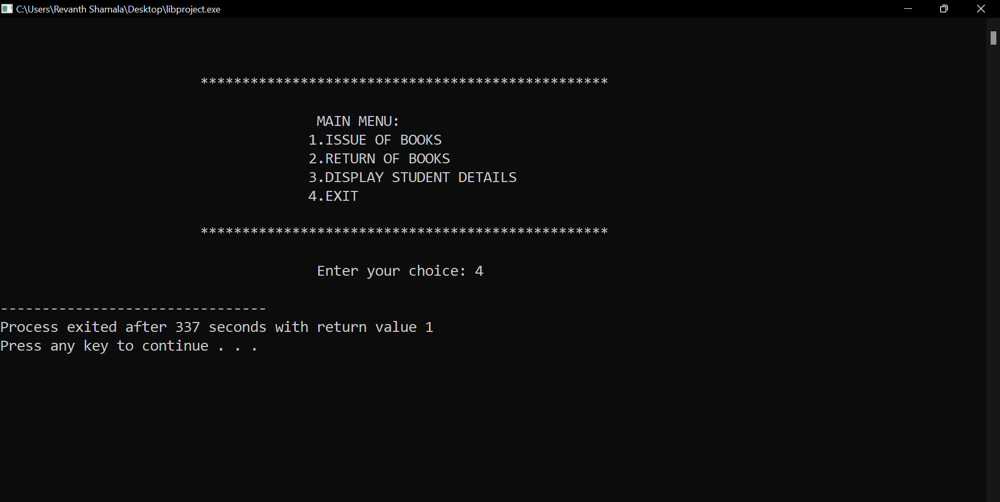 C:\Users\Revanth Shamala\Desktop\libproject.exe
*************************************************
MAIN MENU:
1.ISSUE OF BOOKS
2.RETURN OF BOOKS
3.DISPLAY STUDENT DETAILS
4.EXIT
*************************************************
Enter your choice: 4
--------------------------------
Process exited after 337 seconds with return value 1
Press any key to continue . . .